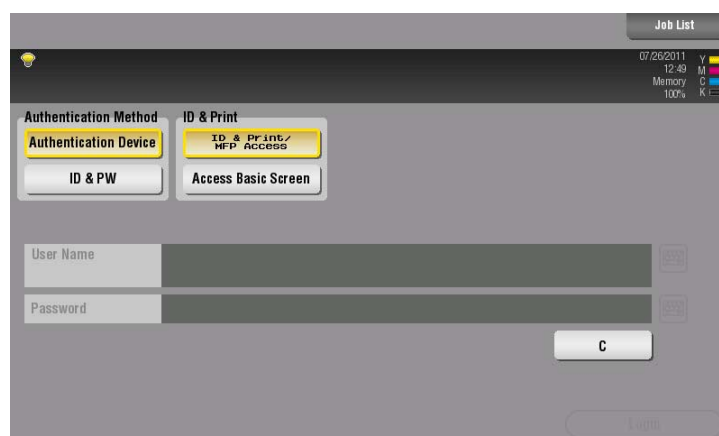 Job List
07/26/2011
12:49
Memory
100%
Y
M
C
K
Authentication Method
ID & Print
Authentication Device
ID & Print/
MFP Access
ID & PW
Access Basic Screen
User Name
Password
C
Login